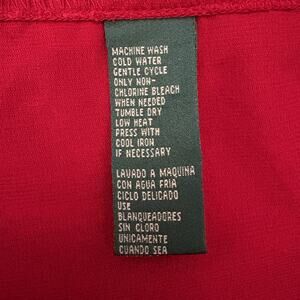 MACHINE WASH
COLD WATER
GENTLE CYCLE
ONLY NON-
CHLORINE BLEACH
WHEN NEEDED
TUMBLE DRY
LOW HEAT
PRESS WITH
COOL IRON
IF NECESSARY
LAVADO A MAQUINA
CON AGUA FRIA
CICLO DELICADO
USE
BLANQUEADORES
SIN CLORO
UNICAMENTE
CUANDO SEA